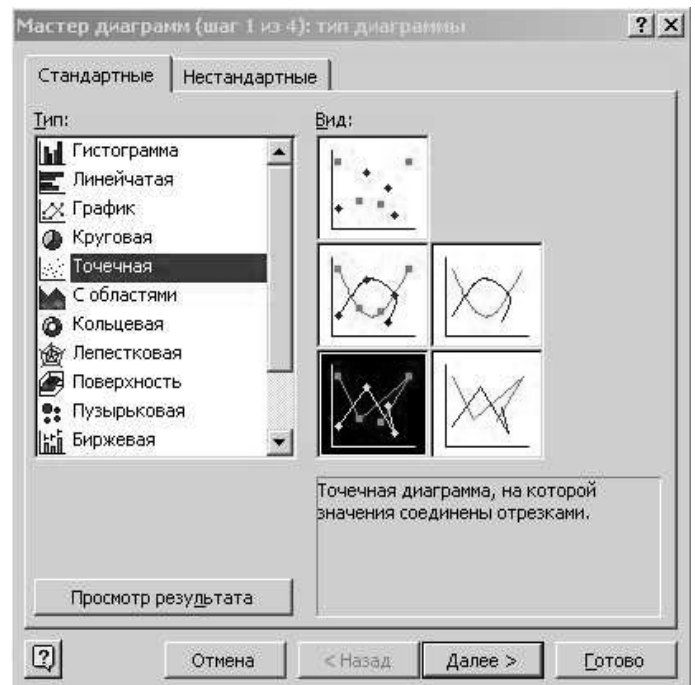 Мастер диаграмм (шаг 1 из 4): тип диаграммы
Стандартные
Нестандартные
Тип:
Вид:
Гистограмма
Линейчатая
График
Круговая
Точечная
С областями
Кольцевая
Лепестковая
Поверхность
Пузырьковая
Биржевая
Точечная диаграмма, на которой
значения соединены отрезками.
Просмотр результата
Отмена
< Назад
Далее >
Готово